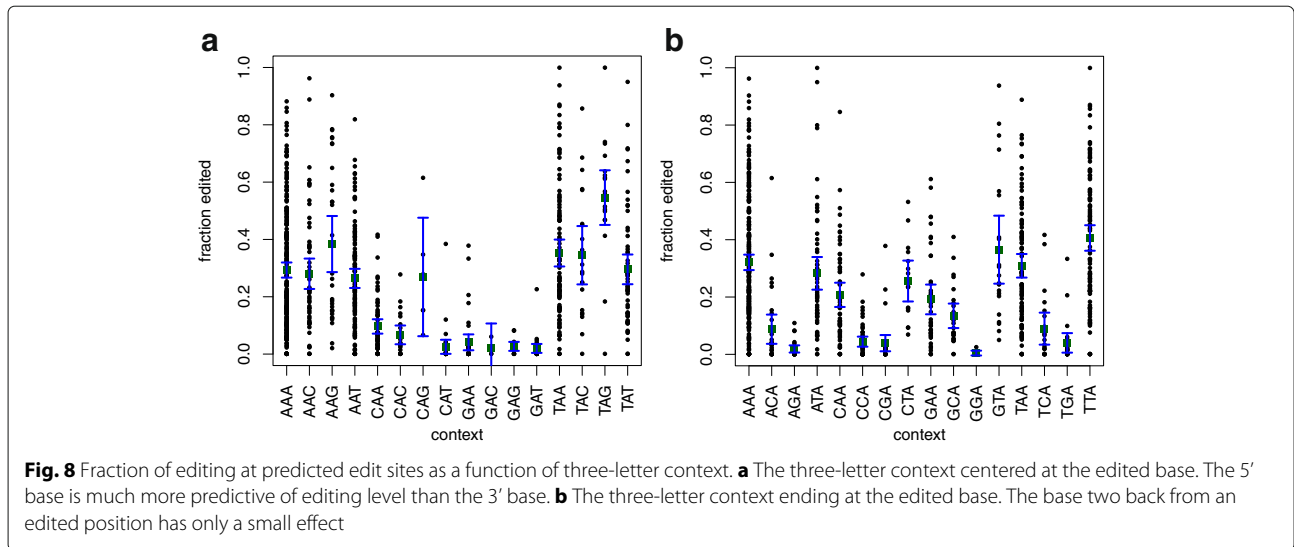 a
b
fraction edited
0.0 0.2 0.4 0.6 0.8 1.0
AAA AAC AAG AAT CAA CAC CAG CAT GAA GAC GAG GAT TAA TAC TAG TAT
context
fraction edited
0.0 0.2 0.4 0.6 0.8 1.0
AAA ACA AGA ATA CAA CCA CGA CTA GAA GCA GGA GTA TAA TCA TGA TTA
context
Fig. 8 Fraction of editing at predicted edit sites as a function of three-letter context. a The three-letter context centered at the edited base. The 5’
base is much more predictive of editing level than the 3’ base. b The three-letter context ending at the edited base. The base two back from an
edited position has only a small effect